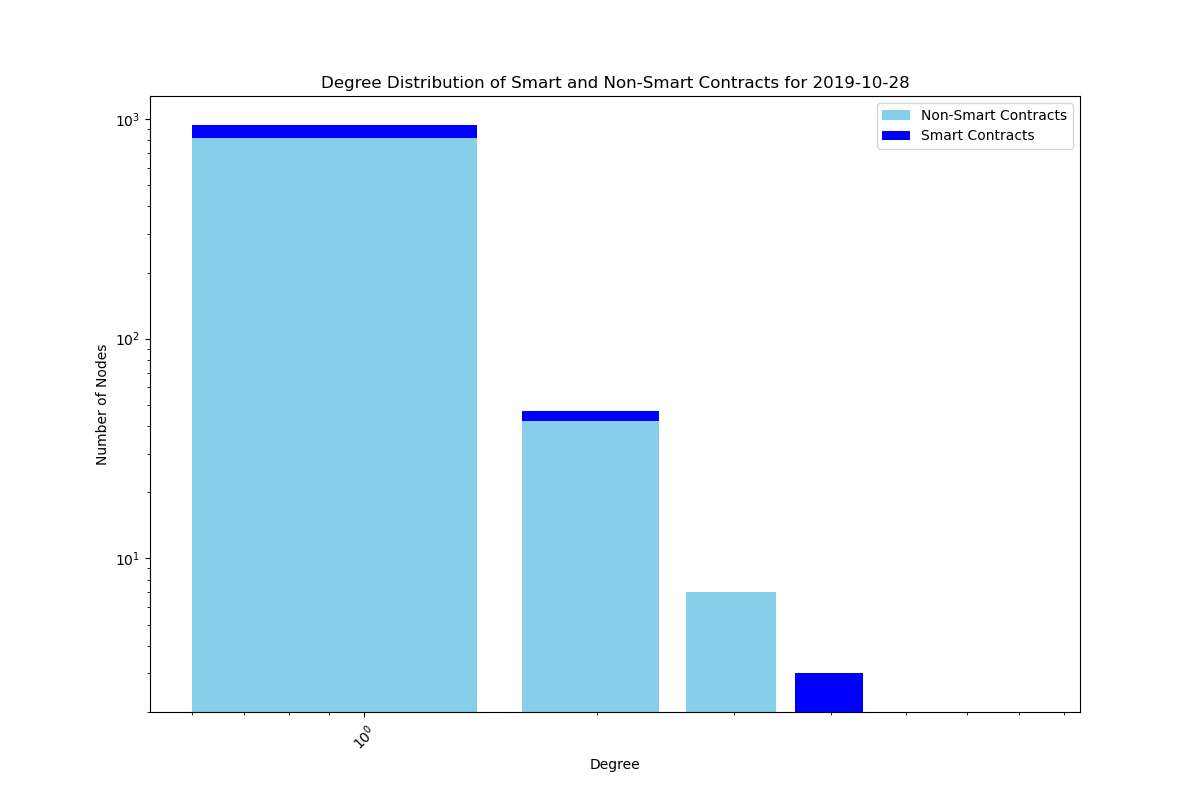 Degree Distribution of Smart and Non-Smart Contracts for 2019-10-28
Non-Smart Contracts
Smart Contracts
Number of Nodes
10³
10²
10¹
10⁰
Degree